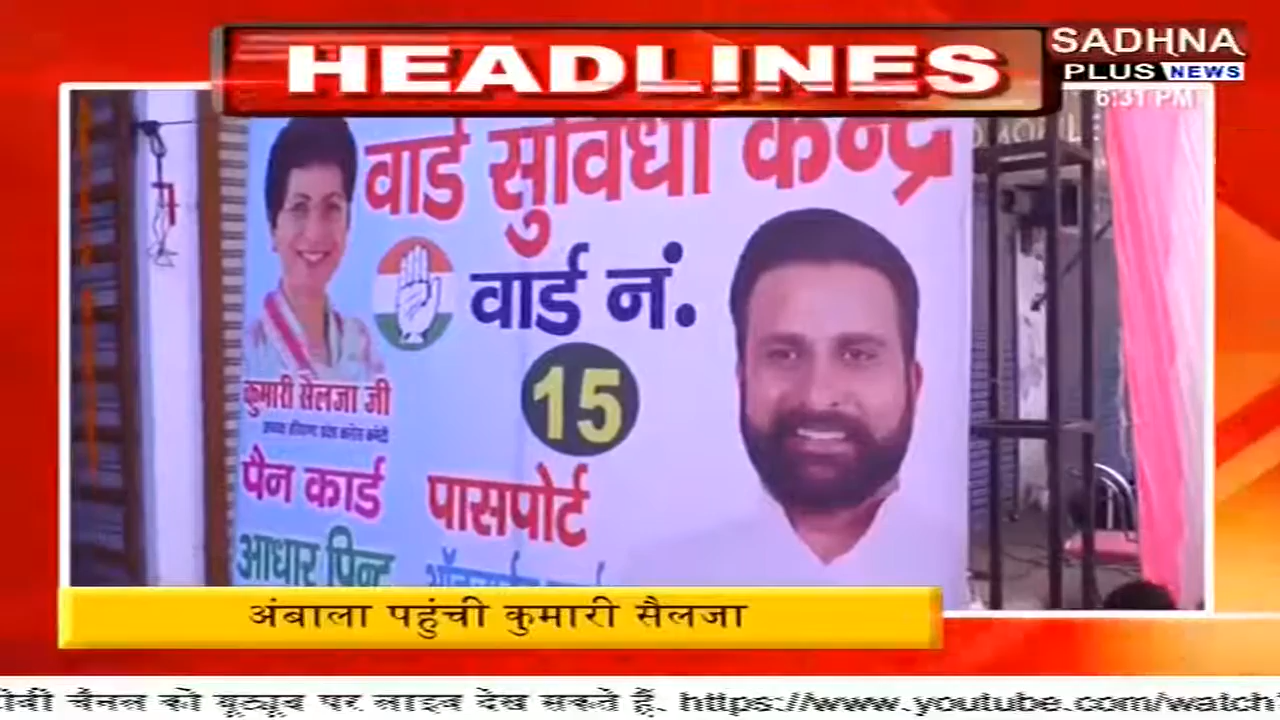 HEADLINES
SADHNA
PLUS NEWS
6:31 PM
वार्ड सुविधा केन्द्र
वार्ड नं.
15
कुमारी सैलजा जी
पैन कार्ड
पासपोर्ट
आधार प्रिन्ट
अंबाला पहुंची कुमारी सैलजा
चैनल को यूट्यूब पर लाइव देख सकते हैं. https://www.youtube.com/watch